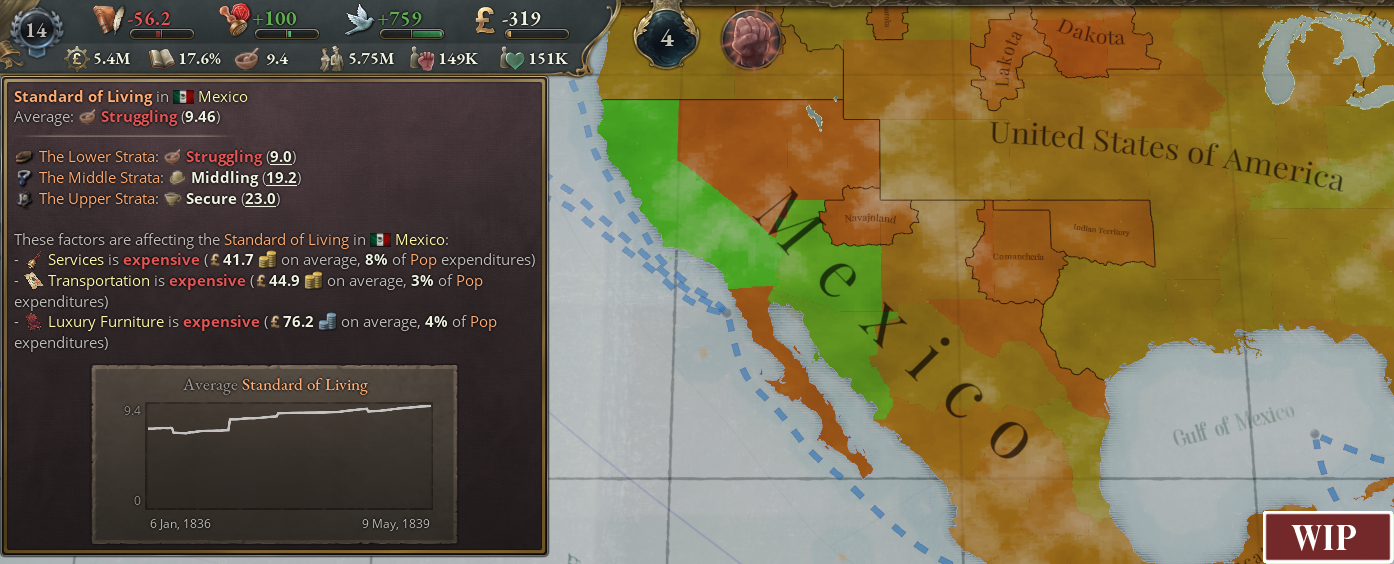 14
-56.2
+100
+759
-319
5.4M
17.6%
9.4
5.75M
149K
151K
4
Standard of Living in Mexico
Average: Struggling (9.46)
The Lower Strata: Struggling (9.0)
The Middle Strata: Middling (19.2)
The Upper Strata: Secure (23.0)
These factors are affecting the Standard of Living in Mexico:
- Services is expensive (£41.7 on average, 8% of Pop expenditures)
- Transportation is expensive (£44.9 on average, 3% of Pop
expenditures)
- Luxury Furniture is expensive (£76.2 on average, 4% of Pop
expenditures)
Average Standard of Living
9.4
0
6 Jan, 1836
9 May, 1839
Lakota
Dakota
United States of America
Mexico
Navajoland
Indian Territory
Comancheria
Gulf of Mexico
WIP